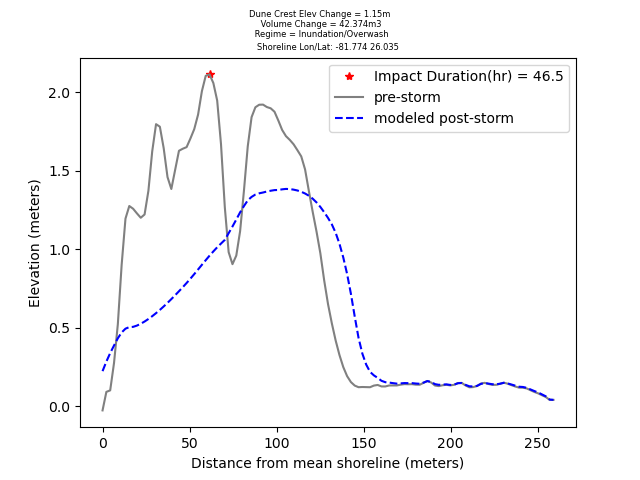 Dune Crest Elev Change = 1.15m
Volume Change = 42.374m3
Regime = Inundation/Overwash
Shoreline Lon/Lat: -81.774 26.035
Impact Duration(hr) = 46.5
pre-storm
modeled post-storm
Elevation (meters)
2.0
1.5
1.0
0.5
0.0
0 50 100 150 200 250
Distance from mean shoreline (meters)